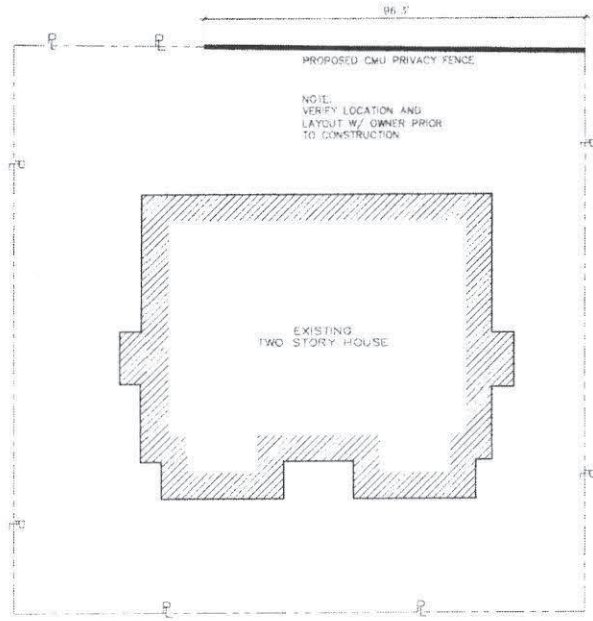 96.3'
PROPOSED CMU PRIVACY FENCE
NOTE:
VERIFY LOCATION AND
LAYOUT W/ OWNER PRIOR
TO CONSTRUCTION
EXISTING
TWO STORY HOUSE